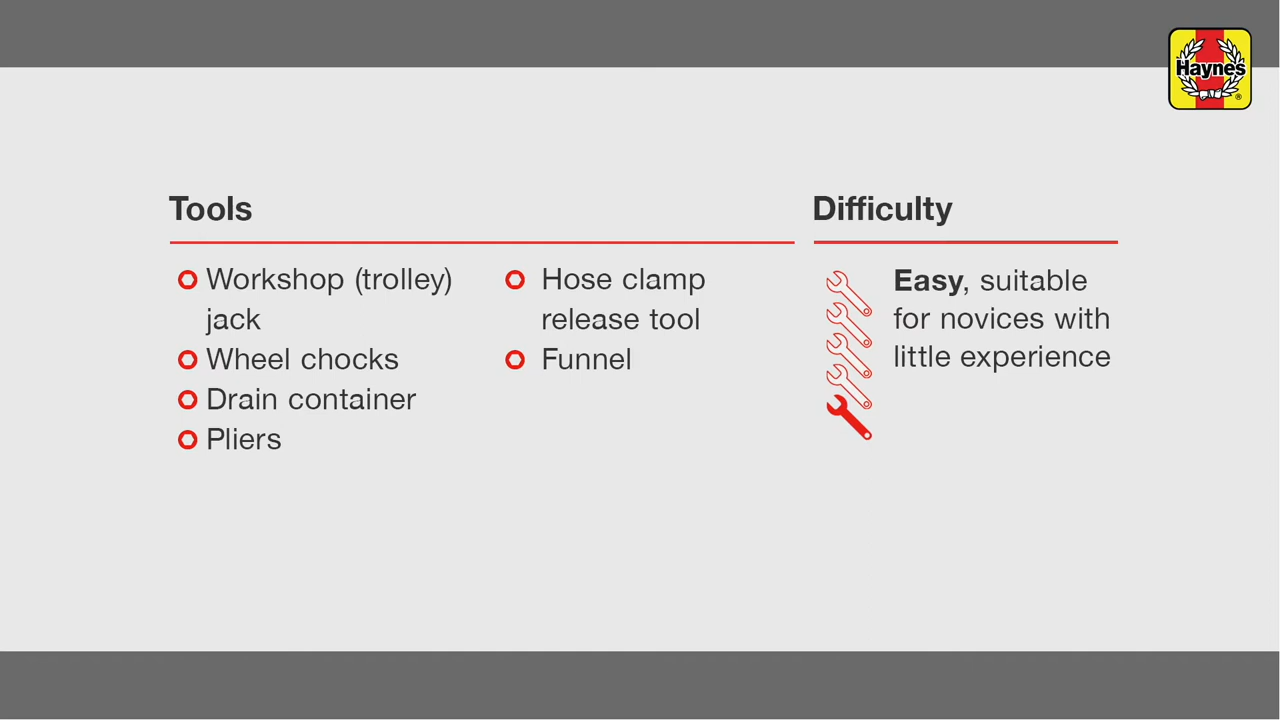 Haynes
Tools
Workshop (trolley)
jack
Wheel chocks
Drain container
Pliers
Hose clamp
release tool
Funnel
Difficulty
Easy, suitable
for novices with
little experience